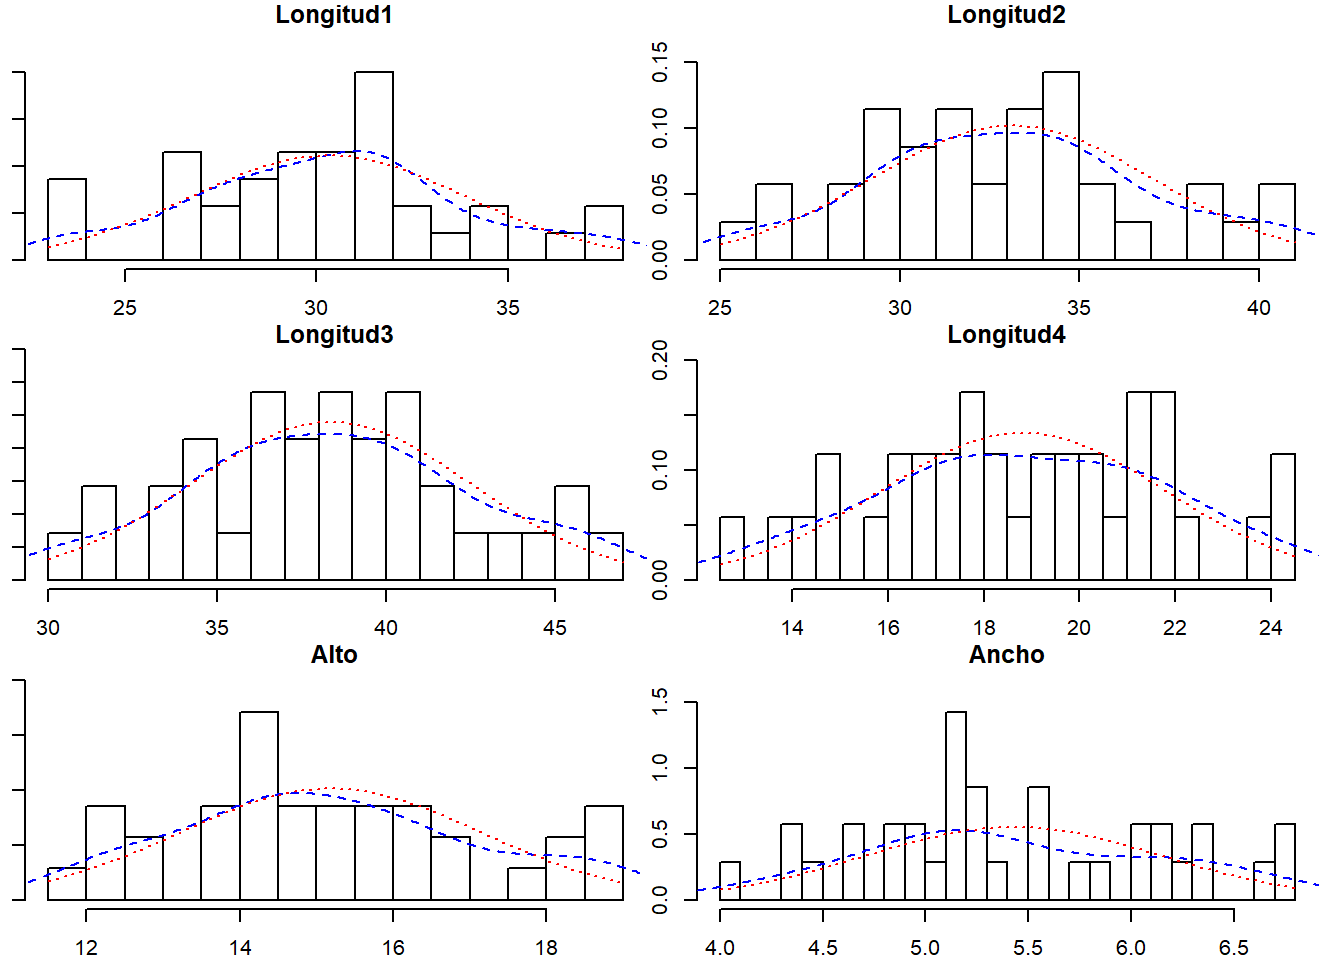 Longitud1 Longitud2
0.00 0.05 0.10 0.15
25 30 35
25 30 35 40
Longitud3 Longitud4
0.00 0.10 0.20
30 35 40 45
14 16 18 20 22 24
Alto Ancho
0.0 0.5 1.0 1.5
12 14 16 18
4.0 4.5 5.0 5.5 6.0 6.5